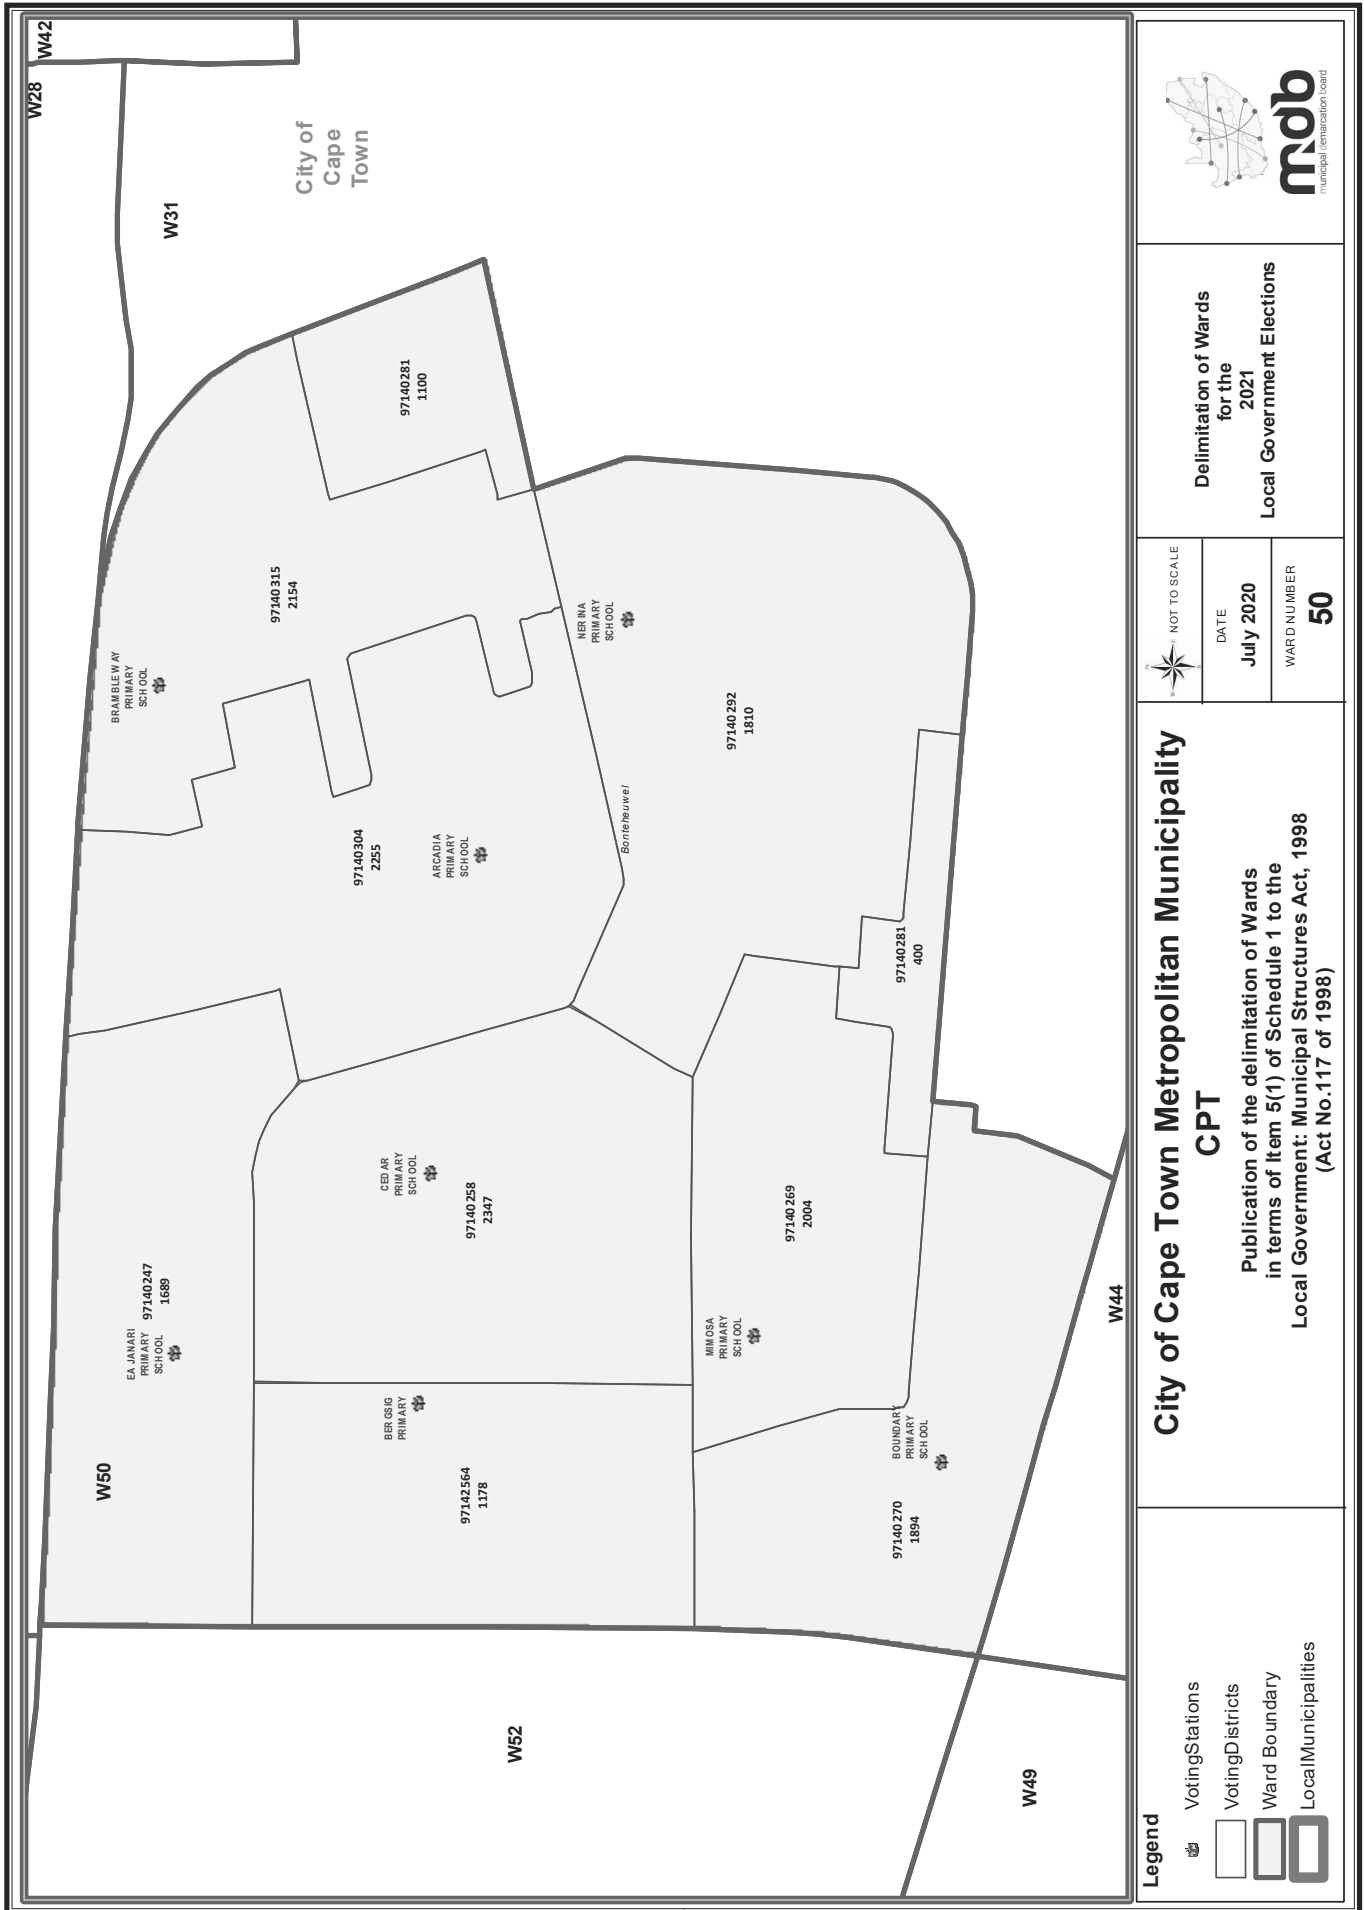 W42
W28
W31
City of
Cape
Town
97140281
1100
97140315
2154
BRAMBLEWAY
PRIMARY
SCHOOL
NERINA
PRIMARY
SCHOOL
97140292
1810
97140304
2255
ARCADIA
PRIMARY
SCHOOL
Bonteheuwel
97140281
400
CEDAR
PRIMARY
SCHOOL
97140258
2347
97140269
2004
EA JANARI
PRIMARY
SCHOOL
97140247
1689
MIMOSA
PRIMARY
SCHOOL
W44
BERGSIG
PRIMARY
BOUNDARY
PRIMARY
SCHOOL
W50
97142564
1178
97140270
1894
W52
W49
Legend
VotingStations
VotingDistricts
Ward Boundary
LocalMunicipalities
City of Cape Town Metropolitan Municipality
CPT
Publication of the delimitation of Wards
in terms of Item 5(1) of Schedule 1 to the
Local Government: Municipal Structures Act, 1998
(Act No.117 of 1998)
N
E
S
W
NOT TO SCALE
DATE
July 2020
WARD NUMBER
50
Delimitation of Wards
for the
2021
Local Government Elections
mdb
municipal demarcation board